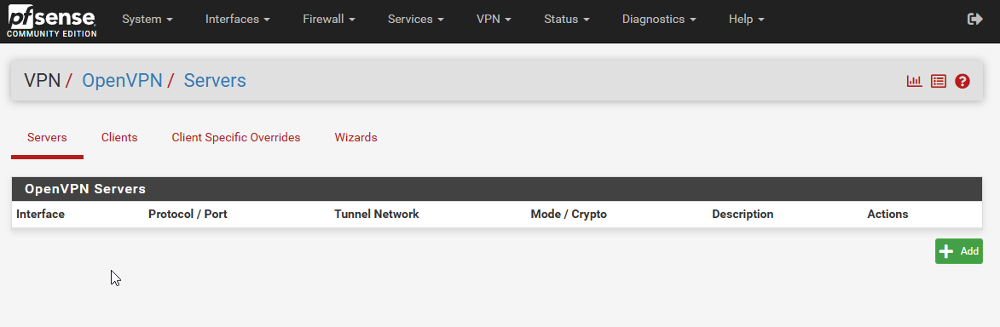 pfsense System Interfaces Firewall Services VPN Status Diagnostics Help
COMMUNITY EDITION
VPN / OpenVPN / Servers
Servers Clients Client Specific Overrides Wizards
OpenVPN Servers
Interface Protocol / Port Tunnel Network Mode / Crypto Description Actions
Add